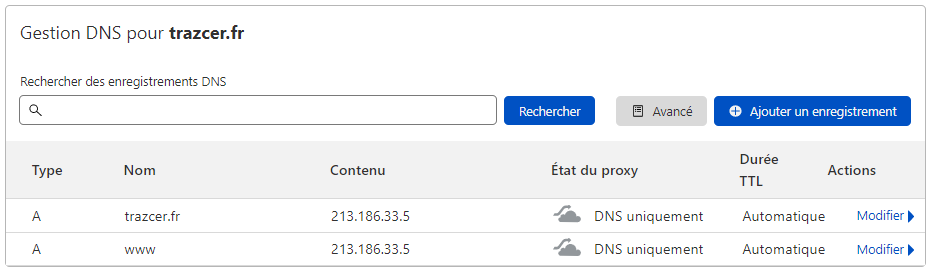 Gestion DNS pour trazcer.fr
Rechercher des enregistrements DNS
Rechercher Avancé Ajouter un enregistrement
Type Nom Contenu État du proxy Durée TTL Actions
A trazcer.fr 213.186.33.5 DNS uniquement Automatique Modifier
A www 213.186.33.5 DNS uniquement Automatique Modifier